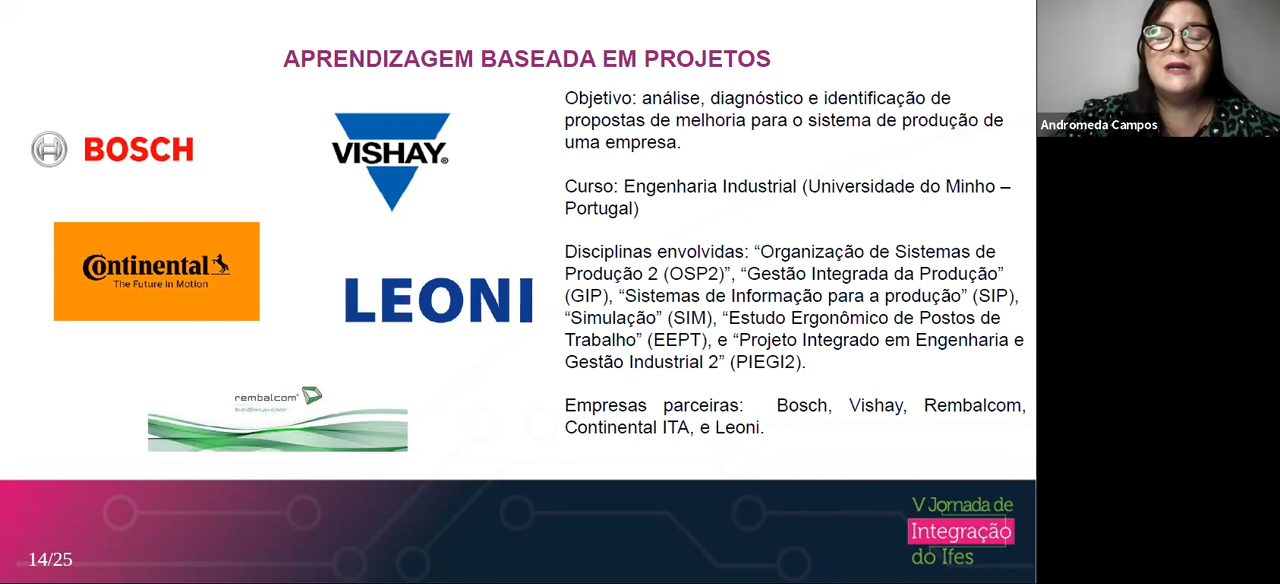 APRENDIZAGEM BASEADA EM PROJETOS
BOSCH
VISHAY®
Continental
The Future in Motion
LEONI
rembalcom®
Objetivo: análise, diagnóstico e identificação de
propostas de melhoria para o sistema de produção de
uma empresa.
Curso: Engenharia Industrial (Universidade do Minho –
Portugal)
Disciplinas envolvidas: “Organização de Sistemas de
Produção 2 (OSP2)”, “Gestão Integrada da Produção”
(GIP), “Sistemas de Informação para a produção” (SIP),
“Simulação” (SIM), “Estudo Ergonômico de Postos de
Trabalho” (EEPT), e “Projeto Integrado em Engenharia e
Gestão Industrial 2” (PIEGI2).
Empresas parceiras: Bosch, Vishay, Rembalcom,
Continental ITA, e Leoni.
Andromeda Campos
14/25
V Jornada de
Integração
do Ifes